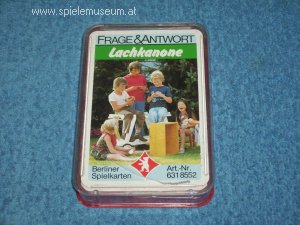 www.spielemuseum.at
FRAGE&ANTWORT
Lachkanone
Berliner
Spielkarten
Art.-Nr.
6318552